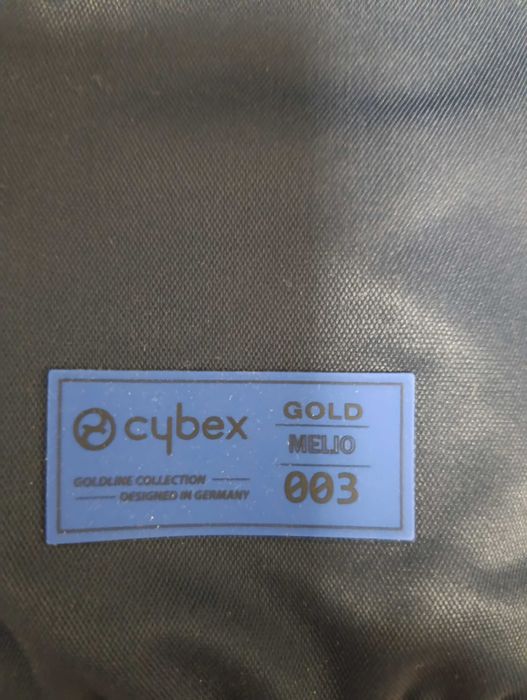 cybex
GOLDLINE COLLECTION
DESIGNED IN GERMANY
GOLD
MELIO
003